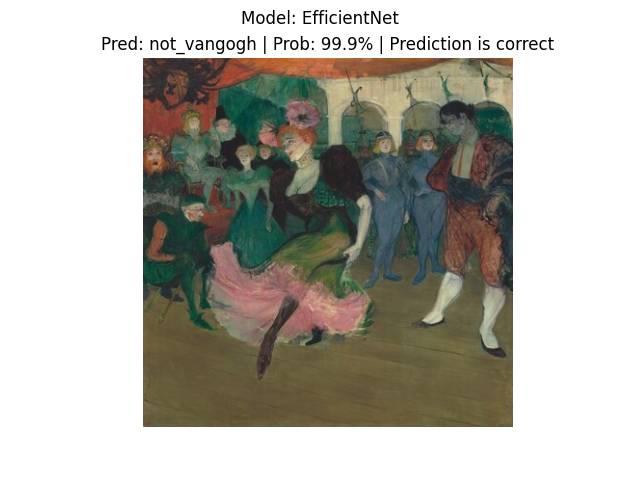 Model: EfficientNet
Pred: not_vangogh | Prob: 99.9% | Prediction is correct